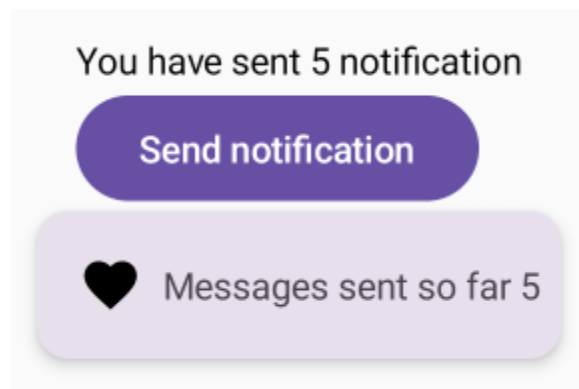 You have sent 5 notification
Send notification
Messages sent so far 5